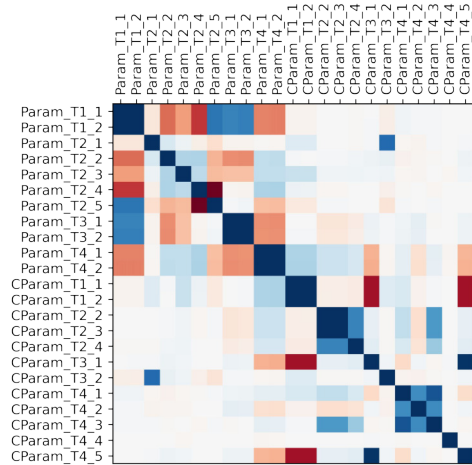 Param_T1_1
Param_T1_2
Param_T2_1
Param_T2_2
Param_T2_3
Param_T2_4
Param_T2_5
Param_T3_1
Param_T3_2
Param_T4_1
Param_T4_2
CParam_T1_1
CParam_T1_2
CParam_T2_2
CParam_T2_3
CParam_T2_4
CParam_T3_1
CParam_T3_2
CParam_T4_1
CParam_T4_2
CParam_T4_3
CParam_T4_4
CParam_T4_5
Param_T1_1
Param_T1_2
Param_T2_1
Param_T2_2
Param_T2_3
Param_T2_4
Param_T2_5
Param_T3_1
Param_T3_2
Param_T4_1
Param_T4_2
CParam_T1_1
CParam_T1_2
CParam_T2_2
CParam_T2_3
CParam_T2_4
CParam_T3_1
CParam_T3_2
CParam_T4_1
CParam_T4_2
CParam_T4_3
CParam_T4_4
CParam_T4_5